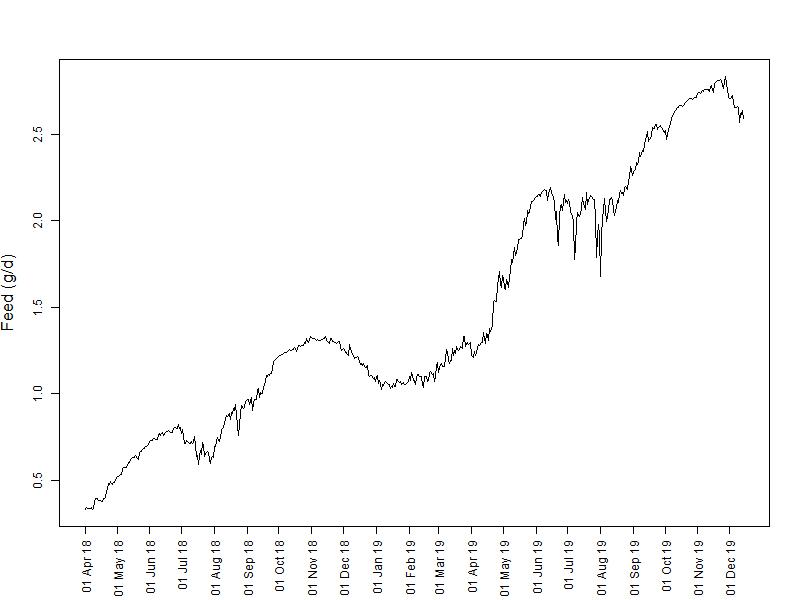 Feed (g/d)
2.5
2.0
1.5
1.0
0.5
01 Apr 18
01 May 18
01 Jun 18
01 Jul 18
01 Aug 18
01 Sep 18
01 Oct 18
01 Nov 18
01 Dec 18
01 Jan 19
01 Feb 19
01 Mar 19
01 Apr 19
01 May 19
01 Jun 19
01 Jul 19
01 Aug 19
01 Sep 19
01 Oct 19
01 Nov 19
01 Dec 19